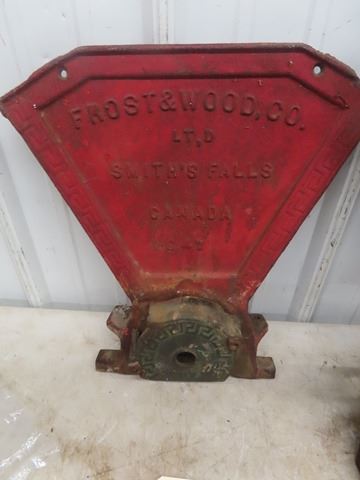 FROST & WOOD, CO.
LT,D
SMITH'S FALLS
CANADA